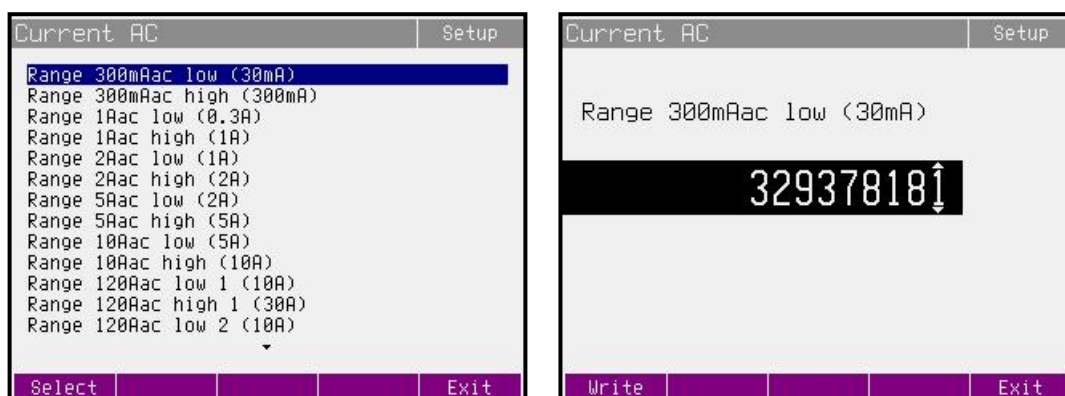 Current AC
Setup
Range 300mAac low (30mA)
Range 300mAac high (300mA)
Range 1Aac low (0.3A)
Range 1Aac high (1A)
Range 2Aac low (1A)
Range 2Aac high (2A)
Range 5Aac low (2A)
Range 5Aac high (5A)
Range 10Aac low (5A)
Range 10Aac high (10A)
Range 120Aac low 1 (10A)
Range 120Aac high 1 (30A)
Range 120Aac low 2 (10A)
Select
Exit
Current AC
Setup
Range 300mAac low (30mA)
329378181
Write
Exit